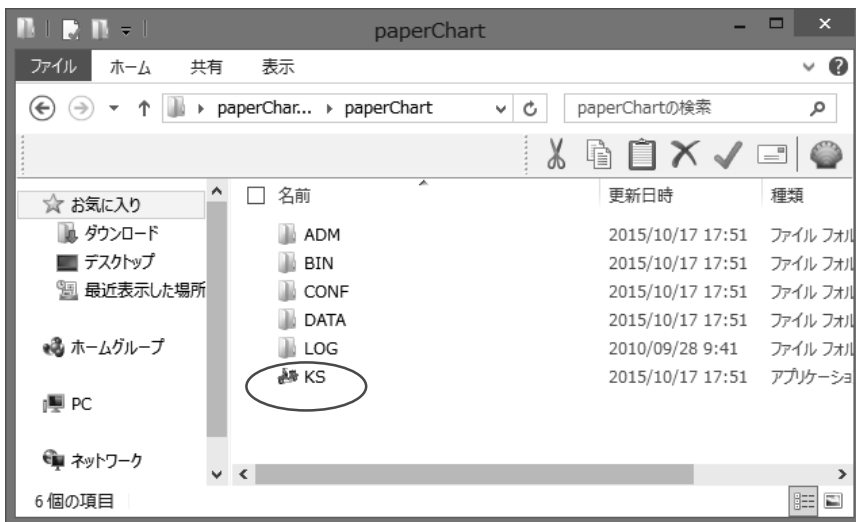 paperChart
ファイル ホーム 共有 表示
paperChar... paperChart paperChartの検索
お気に入り
ダウンロード
デスクトップ
最近表示した場所
ホームグループ
PC
ネットワーク
名前 更新日時 種類
ADM 2015/10/17 17:51 ファイル フォル
BIN 2015/10/17 17:51 ファイル フォル
CONF 2015/10/17 17:51 ファイル フォル
DATA 2015/10/17 17:51 ファイル フォル
LOG 2010/09/28 9:41 ファイル フォル
KS 2015/10/17 17:51 アプリケーショ
6 個の項目